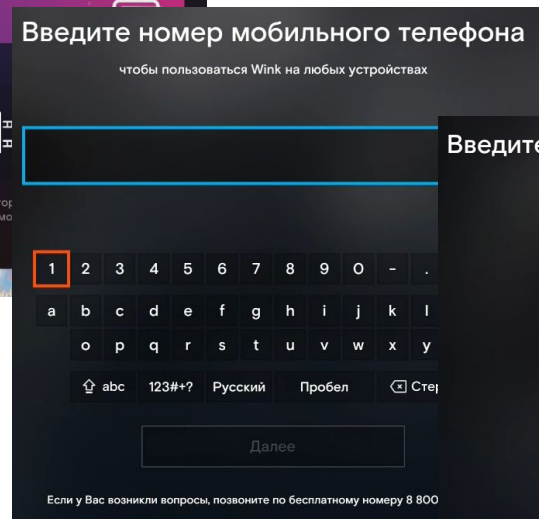 Введите номер мобильного телефона
чтобы пользоваться Wink на любых устройствах
Введите
1 2 3 4 5 6 7 8 9 0 - .
a b c d e f g h i j k l
o p q r s t u v w x y
abc 123#+? Русский Пробел
Далее
Если у Вас возникли вопросы, позвоните по бесплатному номеру 8 800